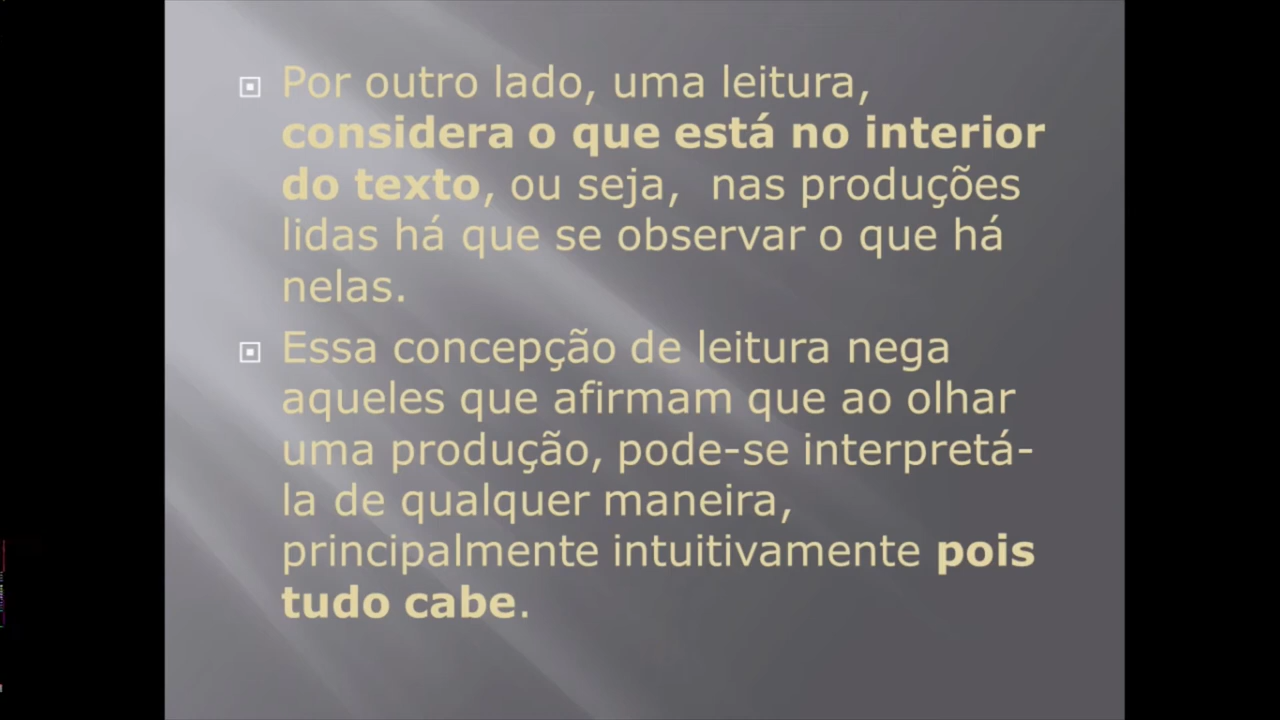 Por outro lado, uma leitura,
considera o que está no interior
do texto, ou seja,  nas produções
lidas há que se observar o que há
nelas.
Essa concepção de leitura nega
aqueles que afirmam que ao olhar
uma produção, pode-se interpretá-
la de qualquer maneira,
principalmente intuitivamente pois
tudo cabe.